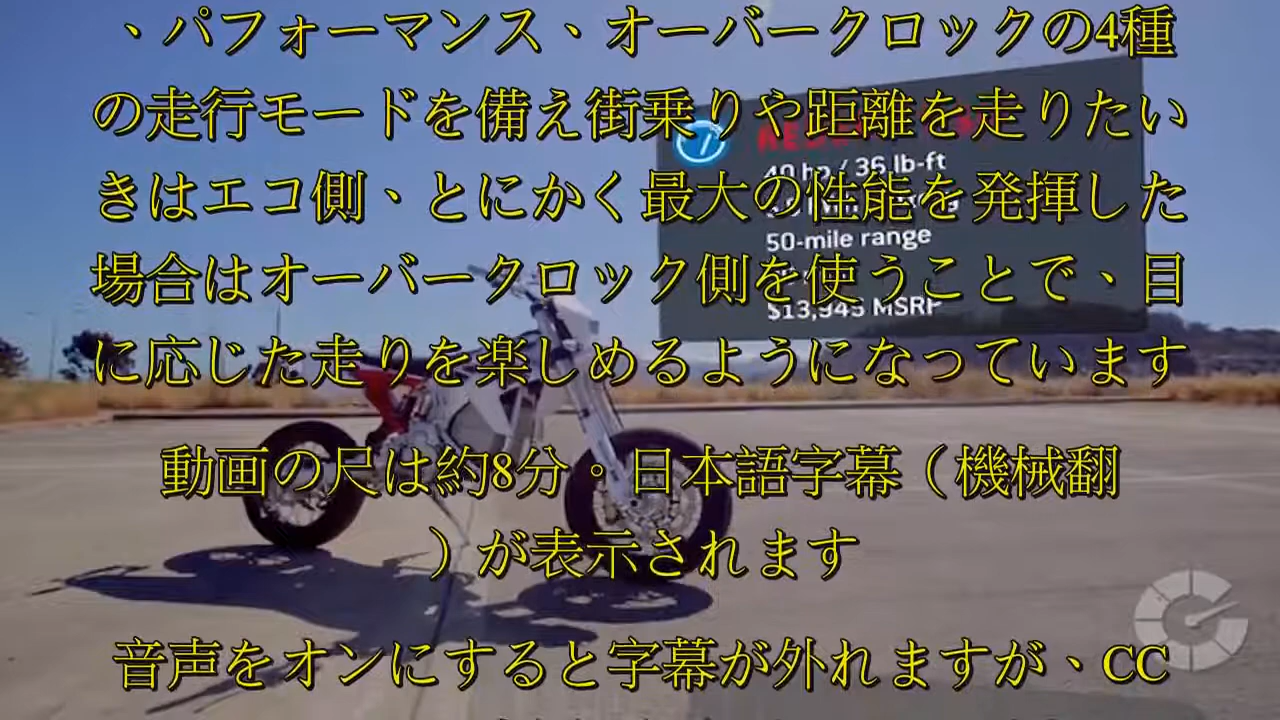 、パフォーマンス、オーバークロックの4種
の走行モードを備え街乗りや距離を走りたい
きはエコ側、とにかく最大の性能を発揮した
場合はオーバークロック側を使うことで、目
に応じた走りを楽しめるようになっています
動画の尺は約8分。日本語字幕（機械翻
）が表示されます
音声をオンにすると字幕が外れますが、CC
40 hp / 36 lb-ft
50-mile range
$13,945 MSRP